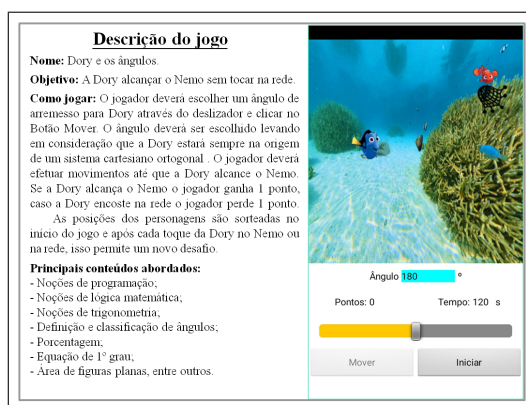 Descrição do jogo
Nome: Dory e os ângulos.
Objetivo: A Dory alcançar o Nemo sem tocar na rede.
Como jogar: O jogador deverá escolher um ângulo de
arremesso para Dory através do deslizador e clicar no
Botão Mover. O ângulo deverá ser escolhido levando
em consideração que a Dory estará sempre na origem
de um sistema cartesiano ortogonal . O jogador deverá
efetuar movimentos até que a Dory alcance o Nemo.
Se a Dory alcança o Nemo o jogador ganha 1 ponto,
caso a Dory encoste na rede o jogador perde 1 ponto.
As posições dos personagens são sorteadas no
início do jogo e após cada toque da Dory no Nemo ou
na rede, isso permite um novo desafio.
Principais conteúdos abordados:
- Noções de programação;
- Noções de lógica matemática;
- Noções de trigonometria;
- Definição e classificação de ângulos;
- Porcentagem;
- Equação de 1º grau;
- Área de figuras planas, entre outros.
Ângulo 180 º
Pontos: 0 Tempo: 120 s
Mover Iniciar